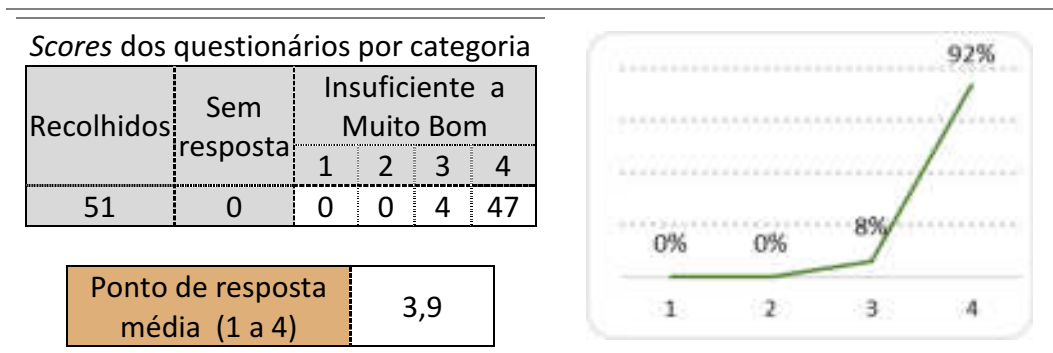 Scores dos questionários por categoria
Recolhidos
Sem
resposta
Insuficiente a
Muito Bom
1 2 3 4
51 0 0 0 4 47
Ponto de resposta
média (1 a 4)
3,9
92%
8%
0% 0%
1 2 3 4